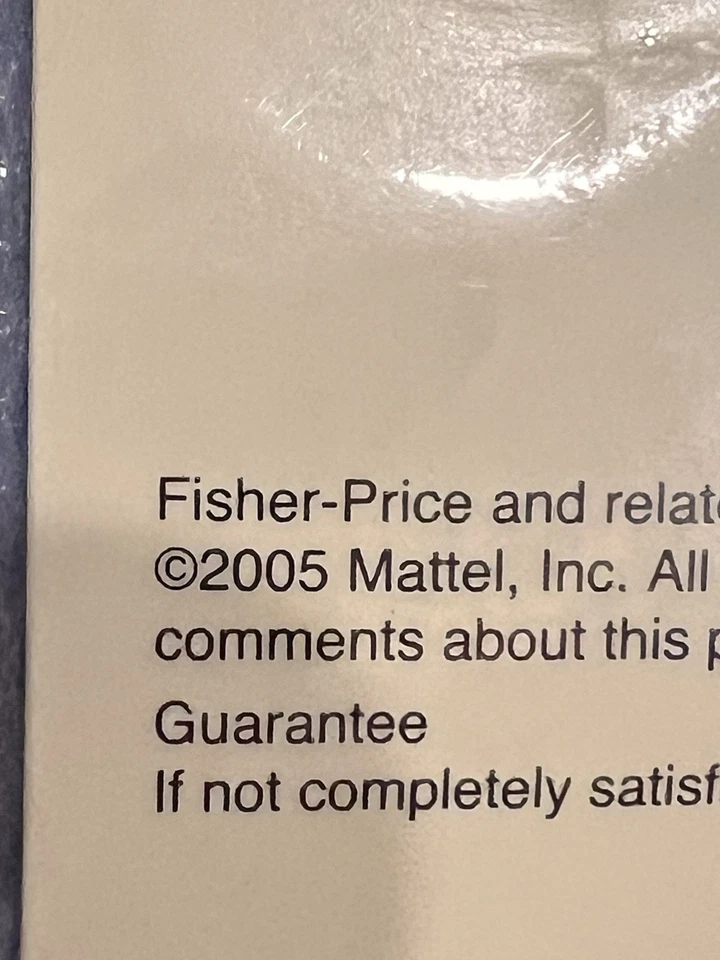 Fisher-Price and relat
©2005 Mattel, Inc. All
comments about this
Guarantee
If not completely satisf